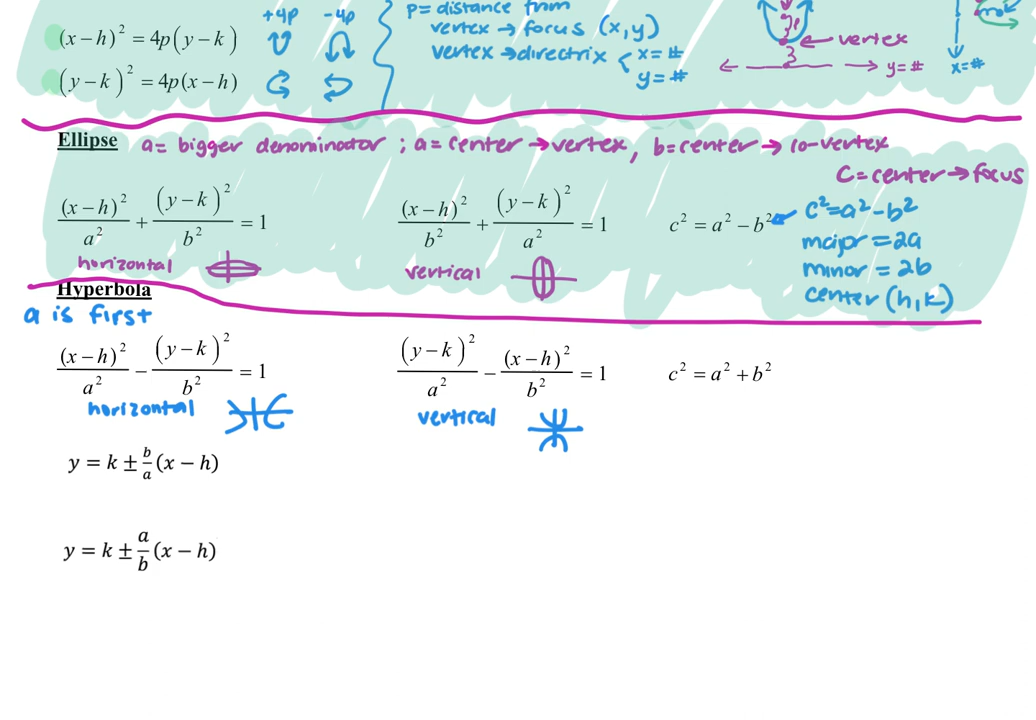 +4p -4p
p= distance from
(x-h)² = 4p(y-k)
vertex → focus (x,y)
vertex → directrix < x=#
y=#
(y-k)² = 4p(x-h)
vertex
y=#
x=#
Ellipse a= bigger denominator ; a= center → vertex, b=center → co-vertex
c=center → focus
(x-h)²/a² + (y-k)²/b² = 1
(x-h)²/b² + (y-k)²/a² = 1
c² = a² - b²
c²=a²-b²
major = 2a
minor = 2b
center (h,k)
horizontal
vertical
Hyperbola
a is first
(x-h)²/a² - (y-k)²/b² = 1
(y-k)²/a² - (x-h)²/b² = 1
c² = a² + b²
horizontal
vertical
y = k ± b/a (x - h)
y = k ± a/b (x - h)